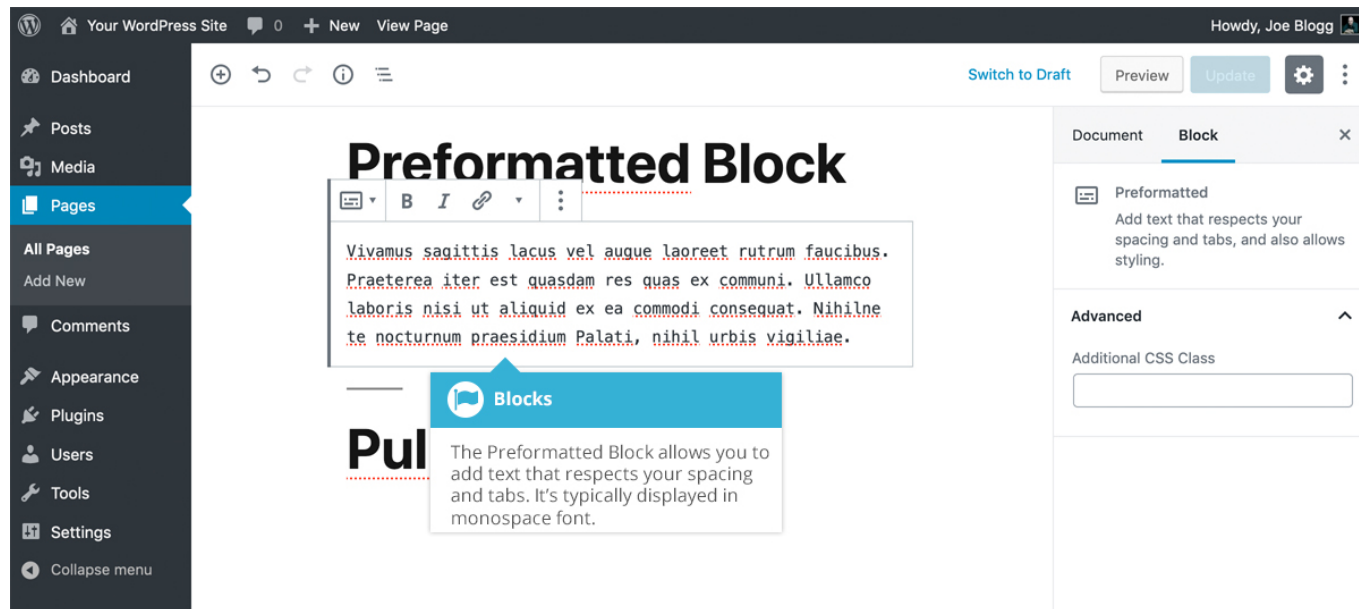 Your WordPress Site 0 New View Page Howdy, Joe Blogg
Dashboard
Posts
Media
Pages
All Pages
Add New
Comments
Appearance
Plugins
Users
Tools
Settings
Collapse menu
Switch to Draft Preview Update
Preformatted Block
B I
Vivamus sagittis lacus vel augue laoreet rutrum faucibus.
Praeterea iter est quasdam res quas ex communi. Ullamco
laboris nisi ut aliquid ex ea commodi consequat. Nihilne
te nocturnum praesidium Palati, nihil urbis vigiliae.
Pul
Blocks
The Preformatted Block allows you to
add text that respects your spacing
and tabs. It’s typically displayed in
monospace font.
Document Block
Preformatted
Add text that respects your
spacing and tabs, and also allows
styling.
Advanced
Additional CSS Class